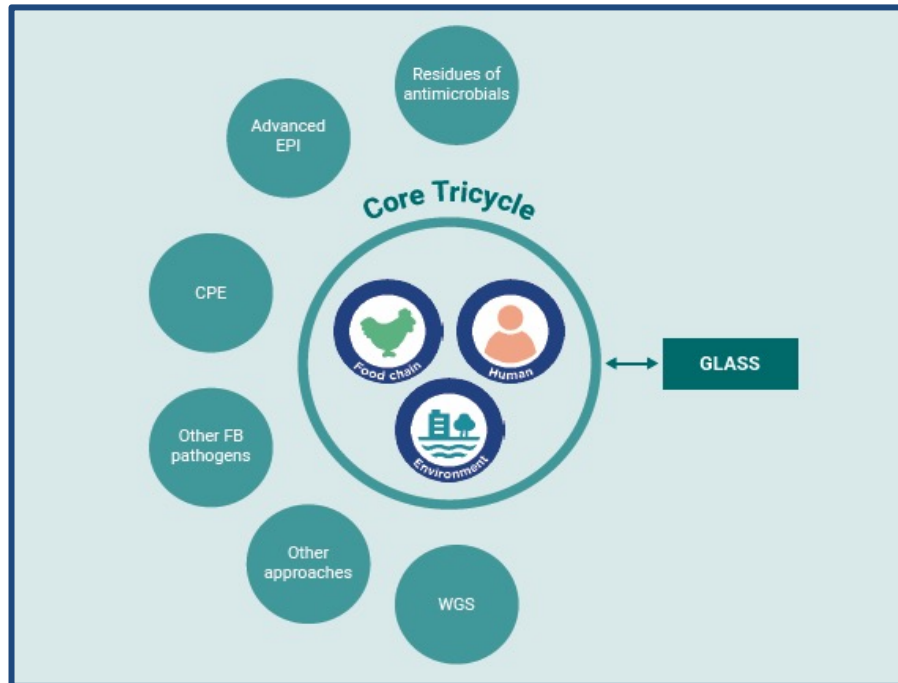 Residues of
antimicrobials
Advanced
EPI
Core Tricycle
CPE
Food chain
Human
GLASS
Environment
Other FB
pathogens
Other
approaches
WGS